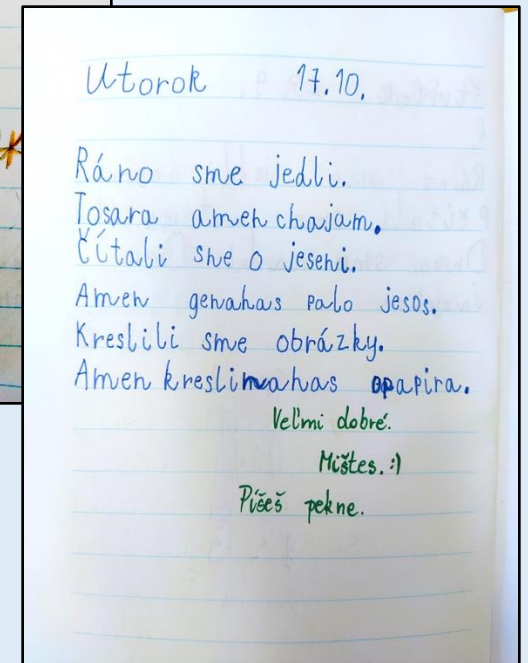 Utorok 17.10.
Ráno sme jedli.
Tosara amen chajam.
Čítali sme o jeseni.
Amen genahas palo jesos.
Kreslili sme obrázky.
Amen kreslinahas opapira.
Veľmi dobré.
Mištes. :)
Píšeš pekne.